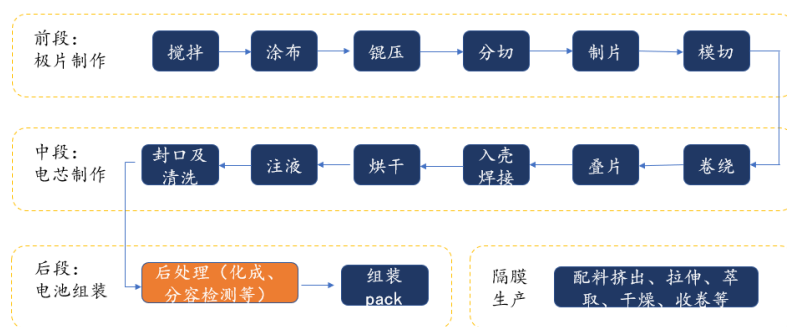 前段：
极片制作
搅拌
涂布
锟压
分切
制片
模切
中段：
电芯制作
封口及
清洗
注液
烘干
入壳
焊接
叠片
卷绕
后段：
电池组装
后处理（化成、
分容检测等）
组装
pack
隔膜
生产
配料挤出、拉伸、萃
取、干燥、收卷等